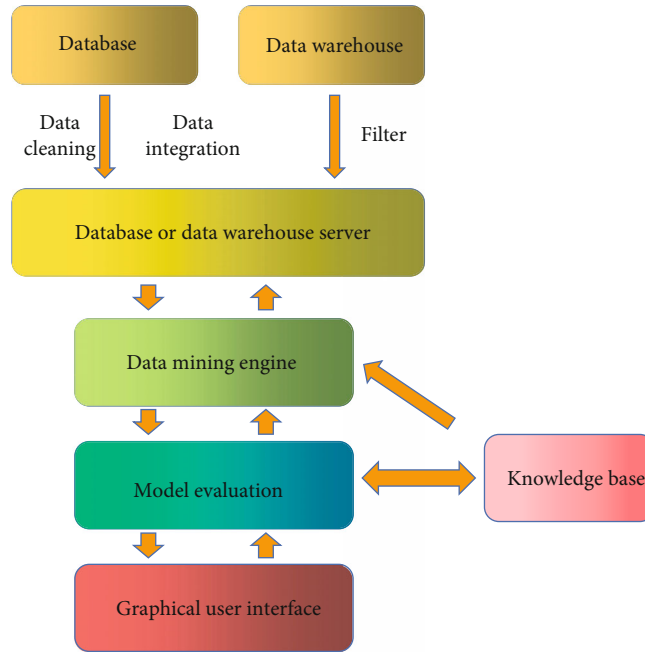 Database
Data warehouse
Data
cleaning
Data
integration
Filter
Database or data warehouse server
Data mining engine
Model evaluation
Knowledge base
Graphical user interface